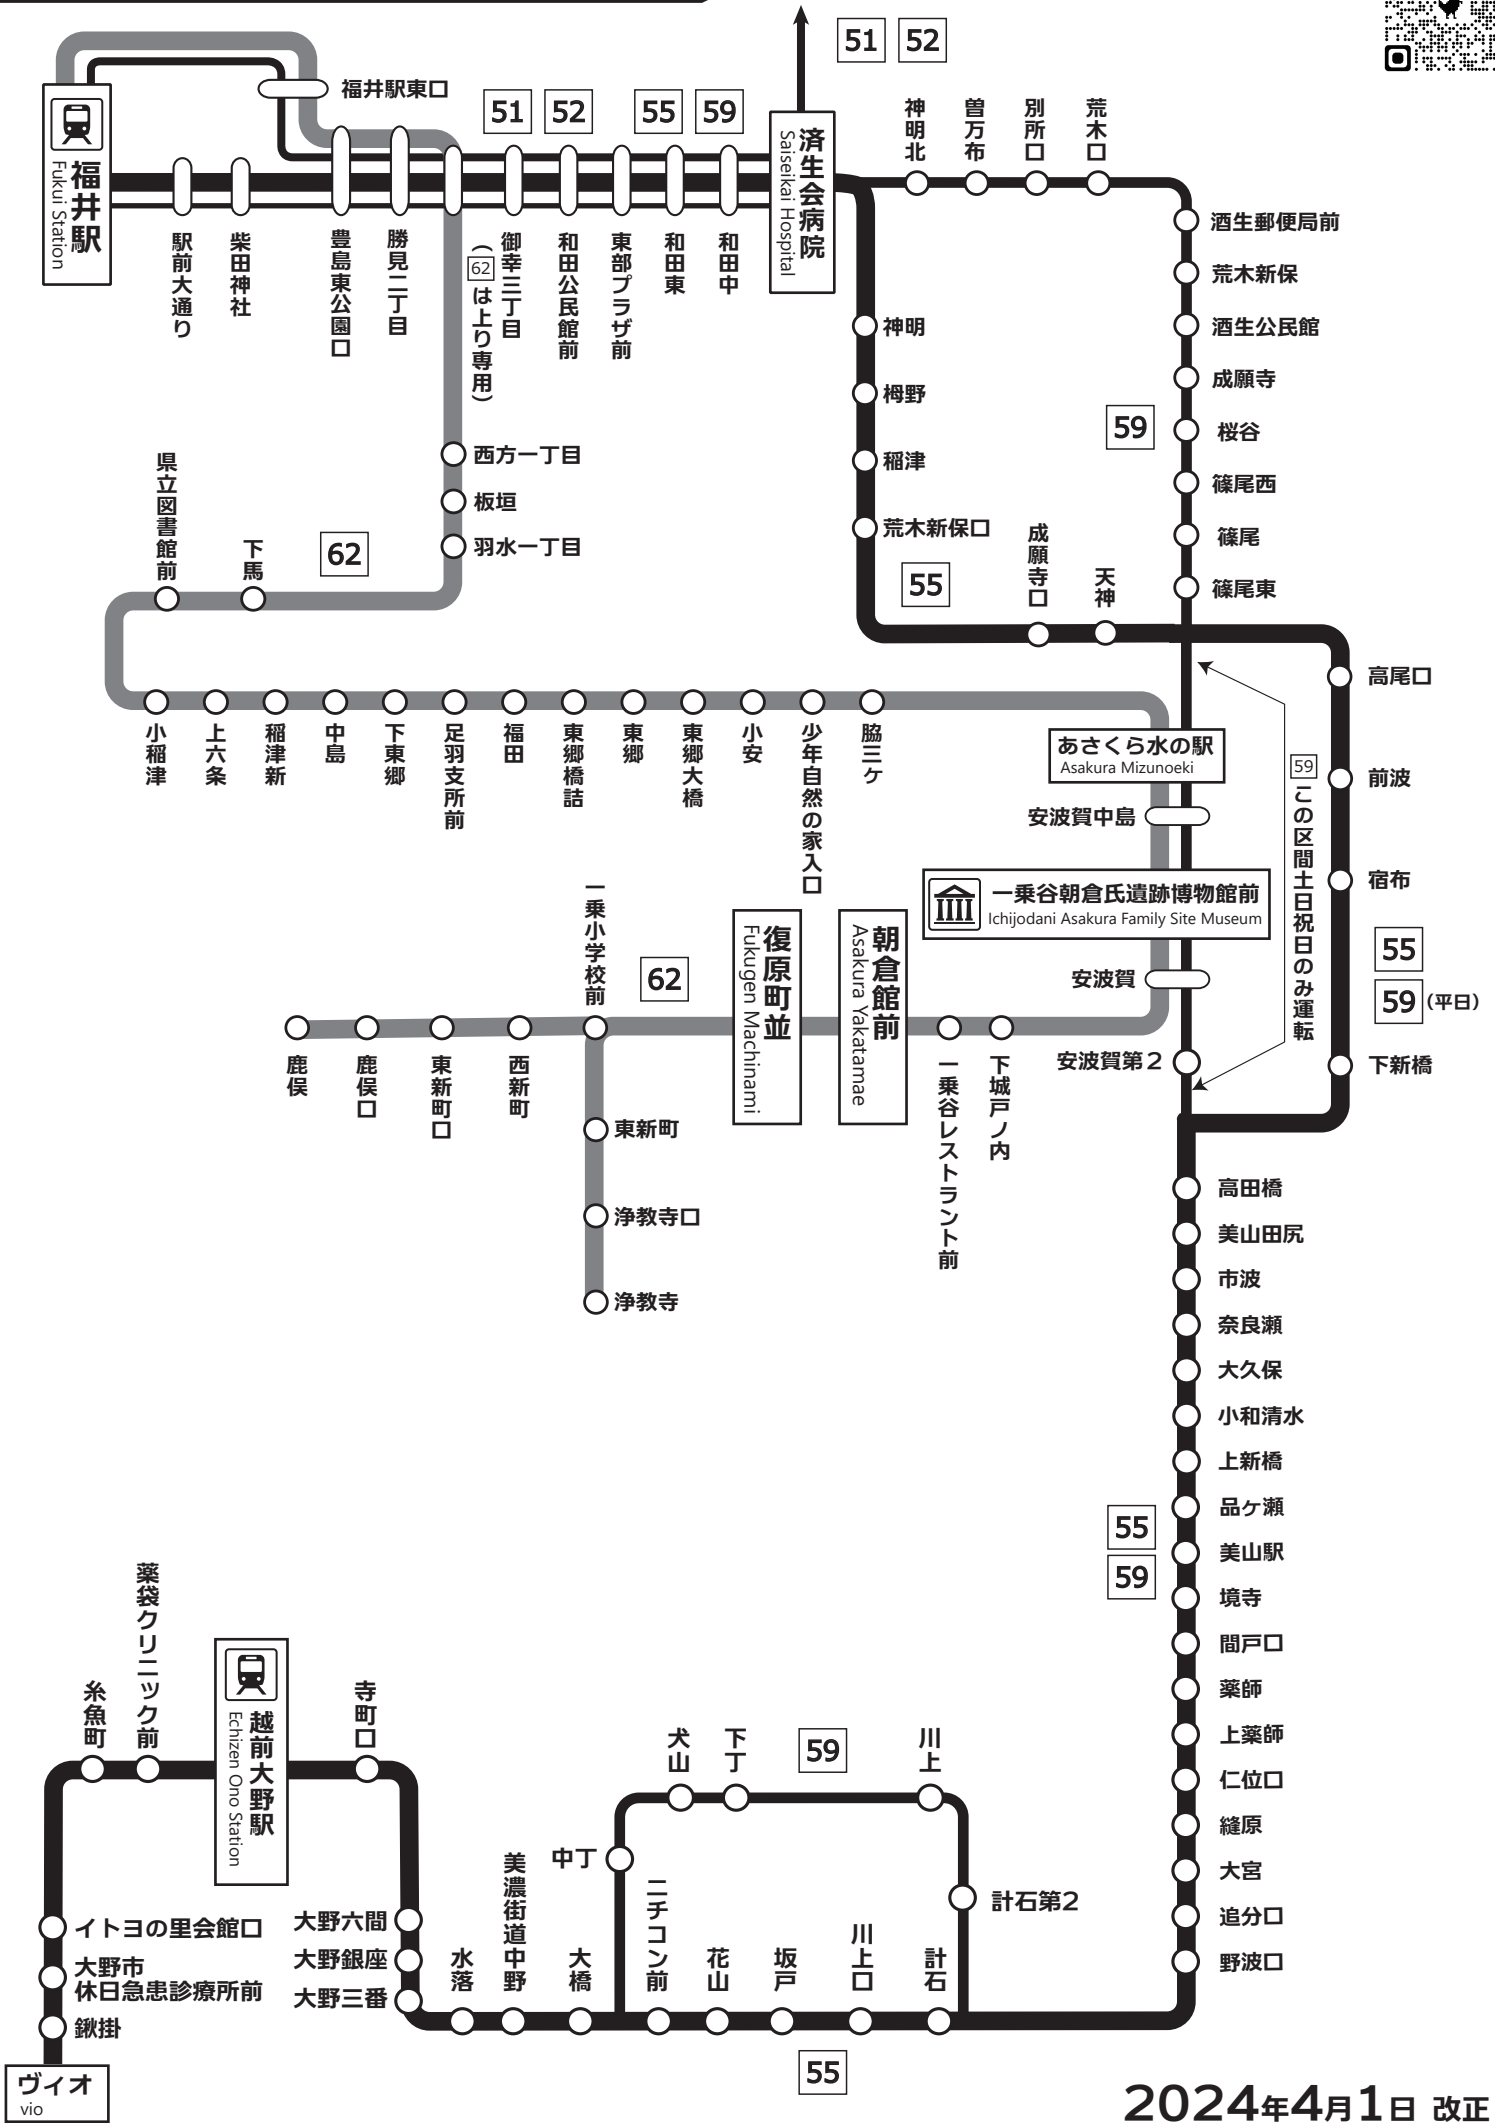 51
52
福井駅東口
51
52
55
59
福井駅
Fukui Station
済生会病院
Saiseikai Hospital
駅前大通り
柴田神社
豊島東公園口
勝見二丁目
御幸三丁目
(62は上り専用)
和田公民館前
東部プラザ前
和田東
和田中
神明北
曽万布
別所口
荒木口
酒生郵便局前
荒木新保
酒生公民館
成願寺
桜谷
篠尾西
篠尾
篠尾東
59
神明
栂野
稲津
荒木新保口
55
成願寺口
天神
高尾口
前波
宿布
下新橋
55
59(平日)
59この区間土日祝日のみ運転
西方一丁目
板垣
羽水一丁目
62
下馬
県立図書館前
小稲津
上六条
稲津新
中島
下東郷
足羽支所前
福田
東郷橋詰
東郷
東郷大橋
小安
少年自然の家入口
脇三ケ
あさくら水の駅
Asakura Mizunoeki
安波賀中島
一乗谷朝倉氏遺跡博物館前
Ichijodani Asakura Family Site Museum
安波賀
安波賀第2
下城戸ノ内
一乗谷レストラント前
朝倉館前
Asakura Yakatamae
復原町並
Fukugen Machinami
62
一乗小学校前
西新町
東新町口
鹿俣口
鹿俣
東新町
浄教寺口
浄教寺
高田橋
美山田尻
市波
奈良瀬
大久保
小和清水
上新橋
品ヶ瀬
美山駅
境寺
間戸口
薬師
上薬師
仁位口
縫原
大宮
追分口
野波口
55
59
計石
川上口
坂戸
花山
ニチコン前
55
計石第2
川上
59
下丁
犬山
中丁
大橋
美濃街道中野
水落
大野三番
大野銀座
大野六間
寺町口
越前大野駅
Echizen Ono Station
薬袋クリニック前
糸魚町
イトヨの里会館口
大野市
休日急患診療所前
鍬掛
ヴィオ
vio
2024年4月1日 改正